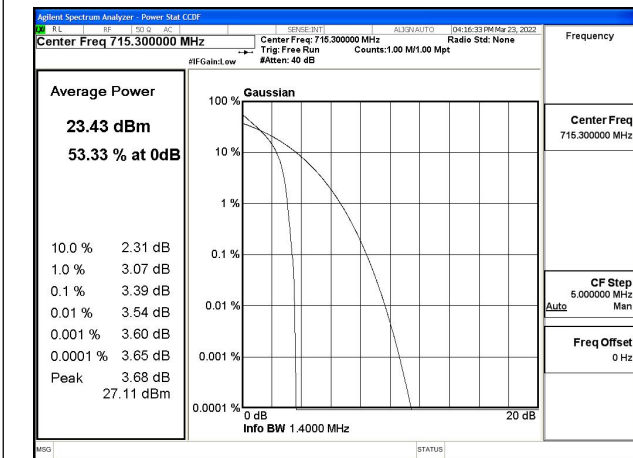 Agilent Spectrum Analyzer - Power Stat CCDF
RL RF 50 Ω AC SENSE:INT ALIGN AUTO 04:16:33 PM Mar 23, 2022
Center Freq 715.300000 MHz
Center Freq: 715.300000 MHz Radio Std: None
Trig: Free Run Counts:1.00 M/1.00 Mpt
#IFGain:Low #Atten: 40 dB
Frequency
Average Power
23.43 dBm
53.33 % at 0dB
10.0 % 2.31 dB
1.0 % 3.07 dB
0.1 % 3.39 dB
0.01 % 3.54 dB
0.001 % 3.60 dB
0.0001 % 3.65 dB
Peak 3.68 dB
27.11 dBm
Gaussian
100 %
10 %
1 %
0.1 %
0.01 %
0.001 %
0.0001 %
0 dB 20 dB
Info BW 1.4000 MHz
Center Freq
715.300000 MHz
CF Step
5.000000 MHz
Auto Man
Freq Offset
0 Hz
MSG STATUS